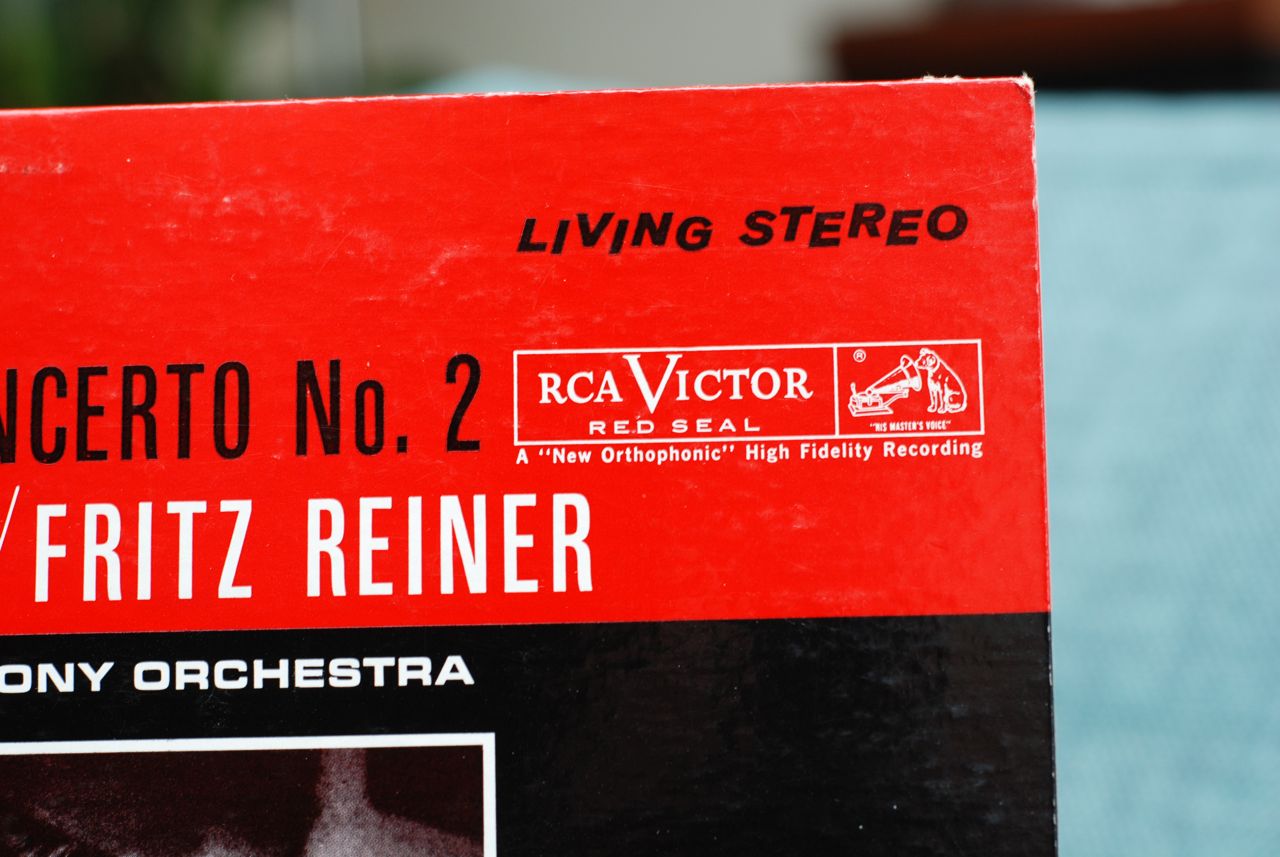 LIVING STEREO
NCERTO No. 2
RCA VICTOR
RED SEAL
®
"HIS MASTER'S VOICE"
A "New Orthophonic" High Fidelity Recording
/FRITZ REINER
ONY ORCHESTRA